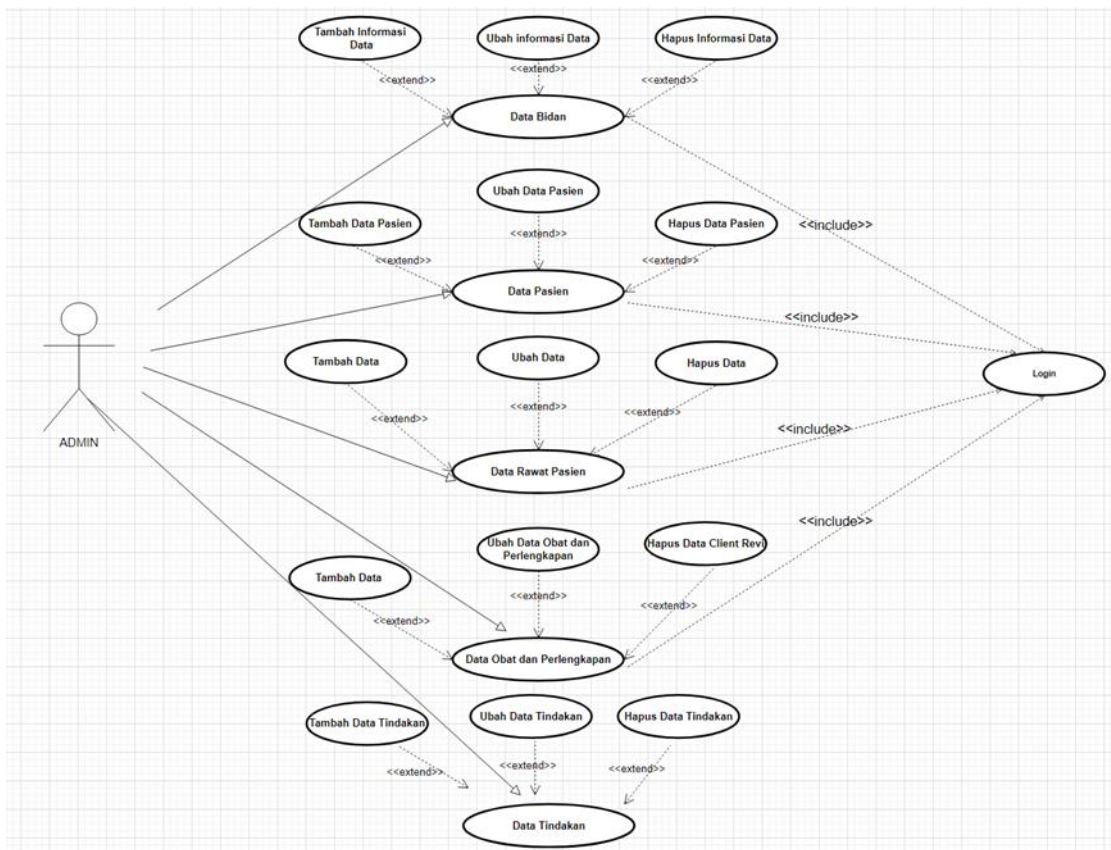 Tambah Informasi
Data
Ubah informasi Data
Hapus Informasi Data
<<extend>>
<<extend>>
<<extend>>
Data Bidan
Ubah Data Pasien
Tambah Data Pasien
Hapus Data Pasien
<<include>>
<<extend>>
<<extend>>
<<extend>>
Data Pasien
<<include>>
Tambah Data
Ubah Data
Hapus Data
Login
ADMIN
<<extend>>
<<extend>>
<<extend>>
<<include>>
Data Rawat Pasien
<<include>>
Ubah Data Obat dan
Perlengkapan
Hapus Data Client Revi
Tambah Data
<<extend>>
<<extend>>
<<extend>>
Data Obat dan Perlengkapan
Tambah Data Tindakan
Ubah Data Tindakan
Hapus Data Tindakan
<<extend>>
<<extend>>
<<extend>>
Data Tindakan